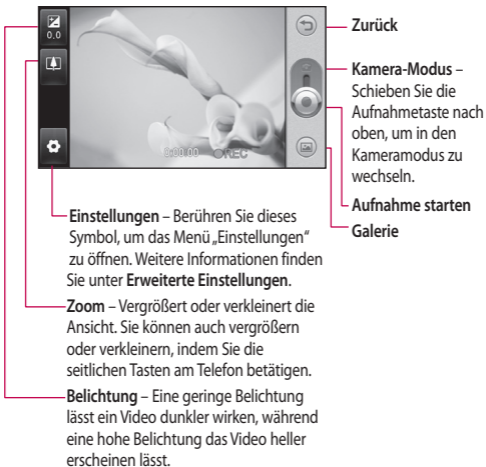 0.0
0:00:00 REC
Zurück
Kamera-Modus –
Schieben Sie die
Aufnahmetaste nach
oben, um in den
Kameramodus zu
wechseln.
Aufnahme starten
Galerie
Einstellungen – Berühren Sie dieses
Symbol, um das Menü „Einstellungen“
zu öffnen. Weitere Informationen finden
Sie unter Erweiterte Einstellungen.
Zoom – Vergrößert oder verkleinert die
Ansicht. Sie können auch vergrößern
oder verkleinern, indem Sie die
seitlichen Tasten am Telefon betätigen.
Belichtung – Eine geringe Belichtung
lässt ein Video dunkler wirken, während
eine hohe Belichtung das Video heller
erscheinen lässt.